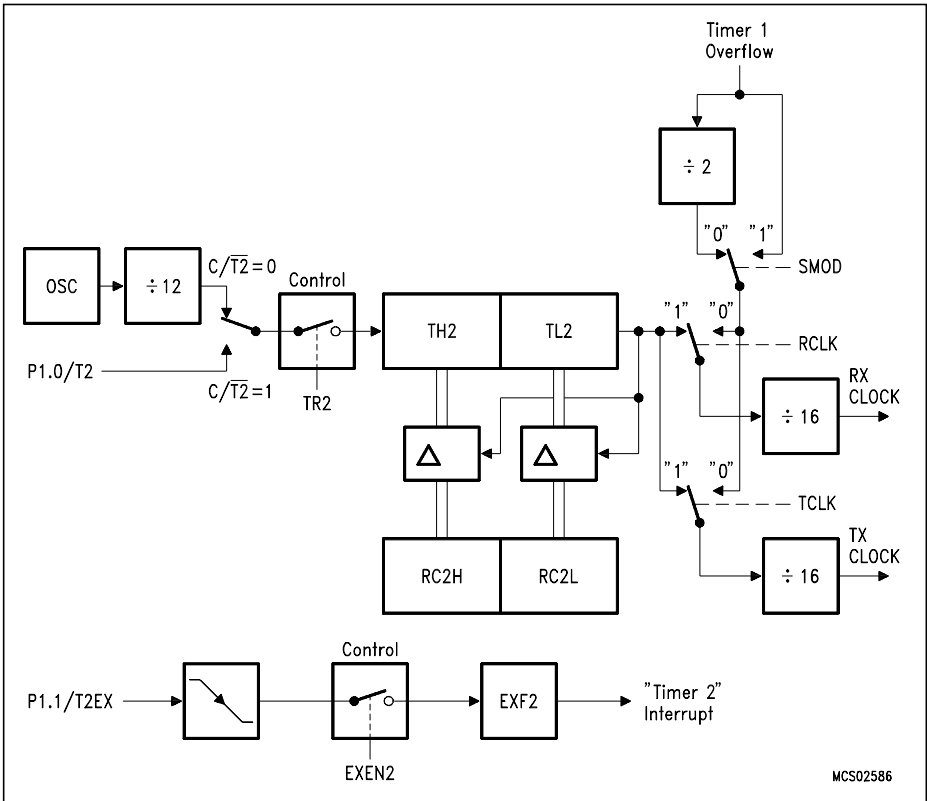 Timer 1
Overflow
÷ 2
"0" "1"
SMOD
OSC
÷ 12
C/T2̅=0
Control
TH2
TL2
"1" "0"
RCLK
P1.0/T2
C/T2̅=1
TR2
÷ 16
RX
CLOCK
"1" "0"
TCLK
RC2H
RC2L
÷ 16
TX
CLOCK
Control
P1.1/T2EX
EXF2
"Timer 2"
Interrupt
EXEN2
MCS02586